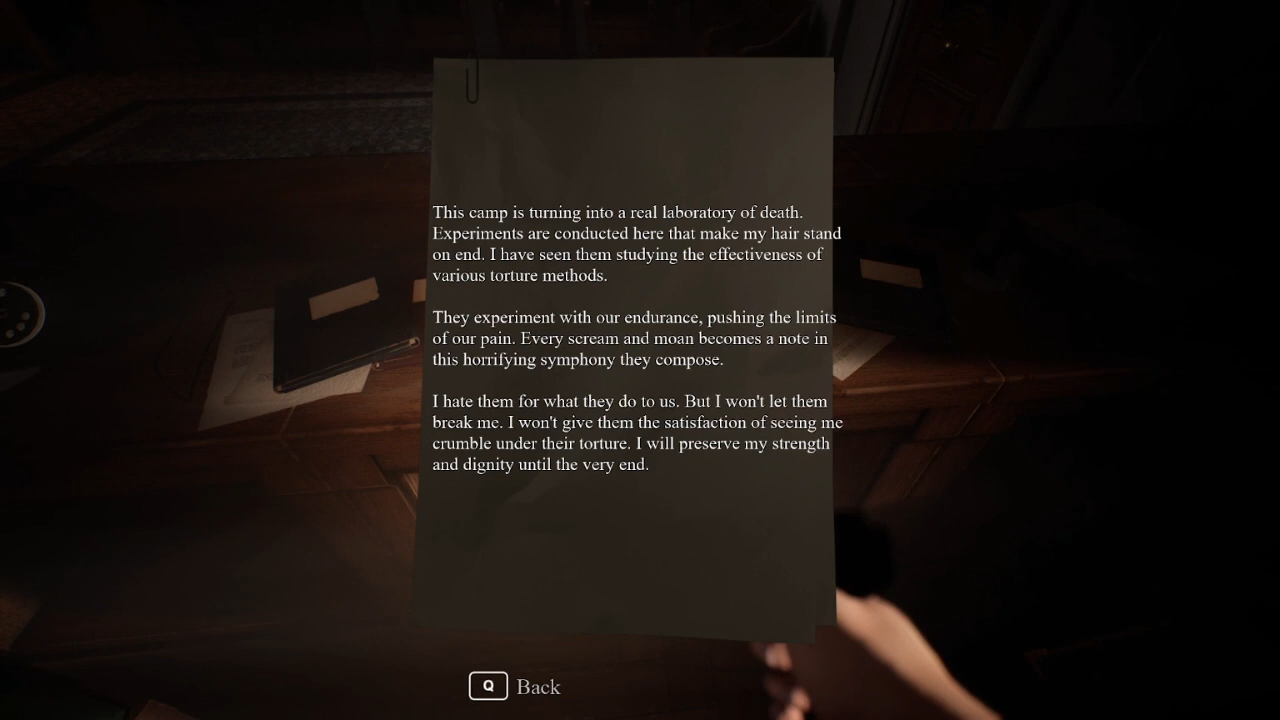 This camp is turning into a real laboratory of death.
Experiments are conducted here that make my hair stand
on end. I have seen them studying the effectiveness of
various torture methods.
They experiment with our endurance, pushing the limits
of our pain. Every scream and moan becomes a note in
this horrifying symphony they compose.
I hate them for what they do to us. But I won't let them
break me. I won't give them the satisfaction of seeing me
crumble under their torture. I will preserve my strength
and dignity until the very end.
Q Back